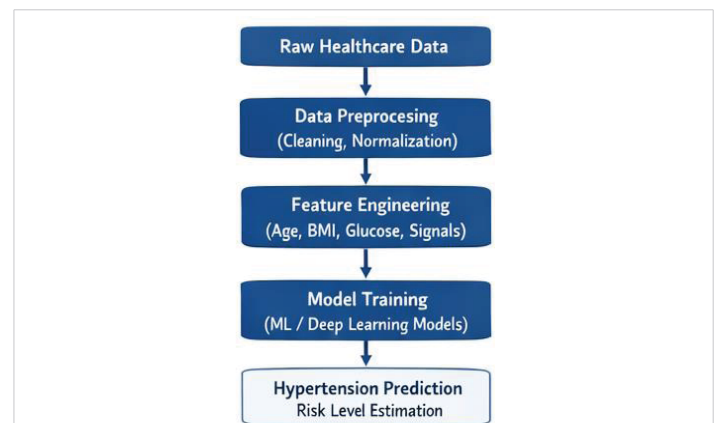 Raw Healthcare Data
Data Preprocesing
(Cleaning, Normalization)
Feature Engineering
(Age, BMI, Glucose, Signals)
Model Training
(ML / Deep Learning Models)
Hypertension Prediction
Risk Level Estimation